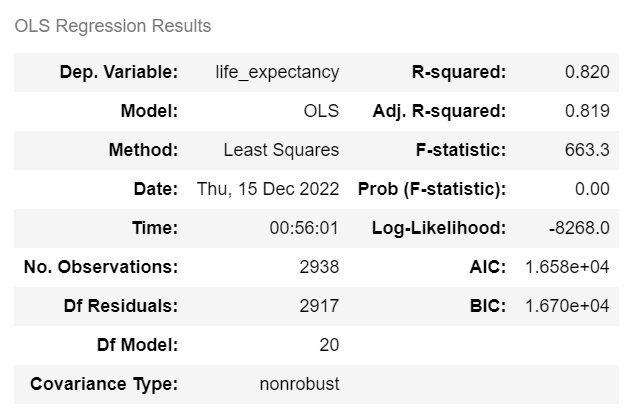 OLS Regression Results
Dep. Variable: life_expectancy R-squared: 0.820
Model: OLS Adj. R-squared: 0.819
Method: Least Squares F-statistic: 663.3
Date: Thu, 15 Dec 2022 Prob (F-statistic): 0.00
Time: 00:56:01 Log-Likelihood: -8268.0
No. Observations: 2938 AIC: 1.658e+04
Df Residuals: 2917 BIC: 1.670e+04
Df Model: 20
Covariance Type: nonrobust